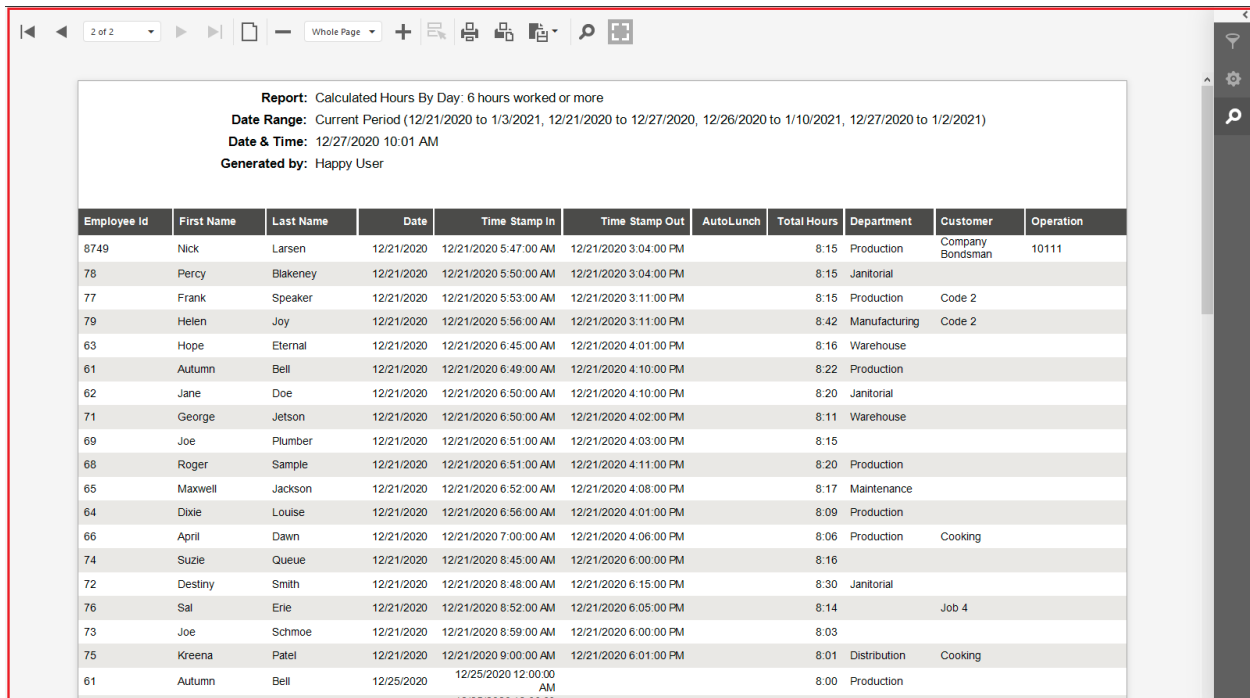 2 of 2 Whole Page
Report: Calculated Hours By Day: 6 hours worked or more
Date Range: Current Period (12/21/2020 to 1/3/2021, 12/21/2020 to 12/27/2020, 12/26/2020 to 1/10/2021, 12/27/2020 to 1/2/2021)
Date & Time: 12/27/2020 10:01 AM
Generated by: Happy User
Employee Id First Name Last Name Date Time Stamp In Time Stamp Out AutoLunch Total Hours Department Customer Operation
8749 Nick Larsen 12/21/2020 12/21/2020 5:47:00 AM 12/21/2020 3:04:00 PM 8:15 Production Company Bondsman 10111
78 Percy Blakeney 12/21/2020 12/21/2020 5:50:00 AM 12/21/2020 3:04:00 PM 8:15 Janitorial
77 Frank Speaker 12/21/2020 12/21/2020 5:53:00 AM 12/21/2020 3:11:00 PM 8:15 Production Code 2
79 Helen Joy 12/21/2020 12/21/2020 5:56:00 AM 12/21/2020 3:11:00 PM 8:42 Manufacturing Code 2
63 Hope Eternal 12/21/2020 12/21/2020 6:45:00 AM 12/21/2020 4:01:00 PM 8:16 Warehouse
61 Autumn Bell 12/21/2020 12/21/2020 6:49:00 AM 12/21/2020 4:10:00 PM 8:22 Production
62 Jane Doe 12/21/2020 12/21/2020 6:50:00 AM 12/21/2020 4:10:00 PM 8:20 Janitorial
71 George Jetson 12/21/2020 12/21/2020 6:50:00 AM 12/21/2020 4:02:00 PM 8:11 Warehouse
69 Joe Plumber 12/21/2020 12/21/2020 6:51:00 AM 12/21/2020 4:03:00 PM 8:15
68 Roger Sample 12/21/2020 12/21/2020 6:51:00 AM 12/21/2020 4:11:00 PM 8:20 Production
65 Maxwell Jackson 12/21/2020 12/21/2020 6:52:00 AM 12/21/2020 4:08:00 PM 8:17 Maintenance
64 Dixie Louise 12/21/2020 12/21/2020 6:56:00 AM 12/21/2020 4:01:00 PM 8:09 Production
66 April Dawn 12/21/2020 12/21/2020 7:00:00 AM 12/21/2020 4:06:00 PM 8:06 Production Cooking
74 Suzie Queue 12/21/2020 12/21/2020 8:45:00 AM 12/21/2020 6:00:00 PM 8:16
72 Destiny Smith 12/21/2020 12/21/2020 8:48:00 AM 12/21/2020 6:15:00 PM 8:30 Janitorial
76 Sal Erie 12/21/2020 12/21/2020 8:52:00 AM 12/21/2020 6:05:00 PM 8:14 Job 4
73 Joe Schmoe 12/21/2020 12/21/2020 8:59:00 AM 12/21/2020 6:00:00 PM 8:03
75 Kreena Patel 12/21/2020 12/21/2020 9:00:00 AM 12/21/2020 6:01:00 PM 8:01 Distribution Cooking
61 Autumn Bell 12/25/2020 12/25/2020 12:00:00 AM 8:00 Production